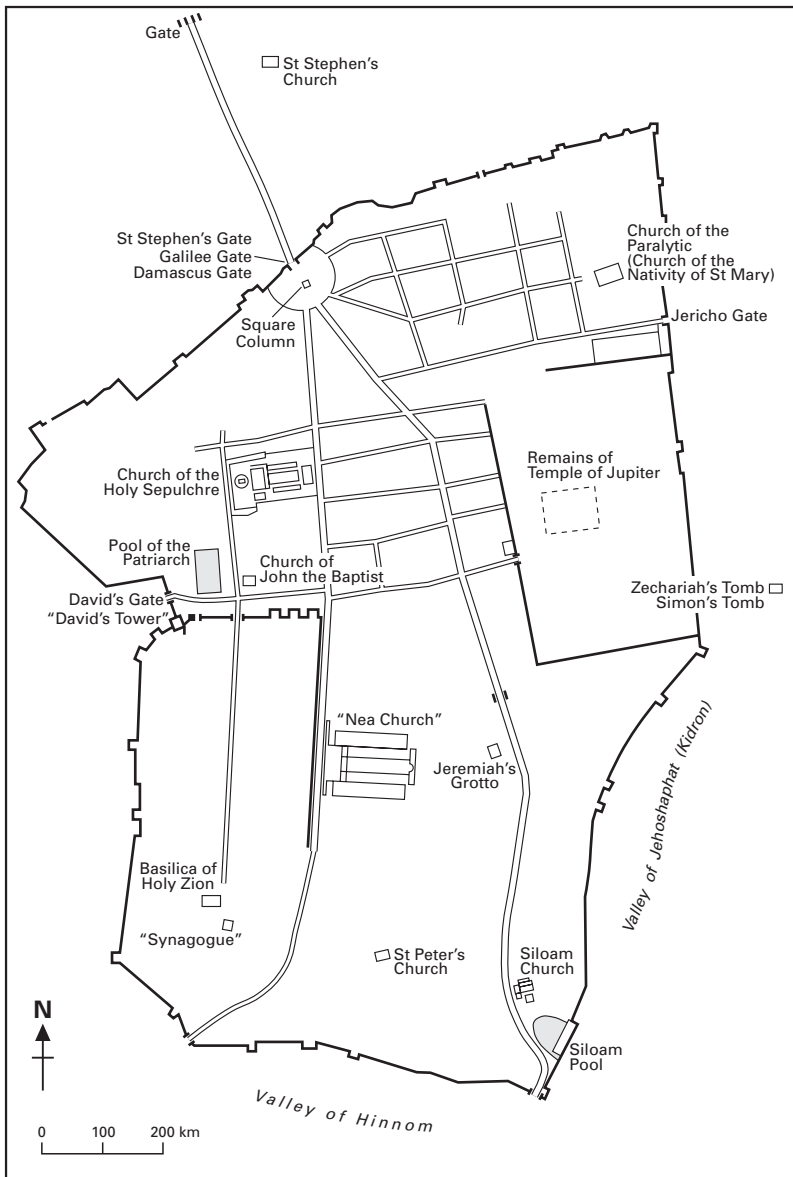 Gate
St Stephen's
Church
St Stephen's Gate
Galilee Gate
Damascus Gate
Square
Column
Church of the
Paralytic
(Church of the
Nativity of St Mary)
Jericho Gate
Church of the
Holy Sepulchre
Remains of
Temple of Jupiter
Pool of the
Patriarch
Church of
John the Baptist
David's Gate
"David's Tower"
Zechariah's Tomb
Simon's Tomb
"Nea Church"
Jeremiah's
Grotto
Valley of Jehoshaphat (Kidron)
Basilica of
Holy Zion
"Synagogue"
St Peter's
Church
Siloam
Church
Siloam
Pool
N
Valley of Hinnom
0 100 200 km